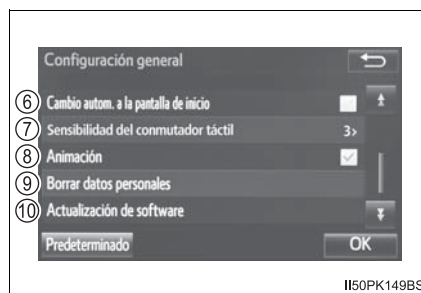 Configuración general
6 Cambio autom. a la pantalla de inicio
7 Sensibilidad del conmutador táctil 3>
8 Animación
9 Borrar datos personales
10 Actualización de software
Predeterminado OK
II50PK149BS